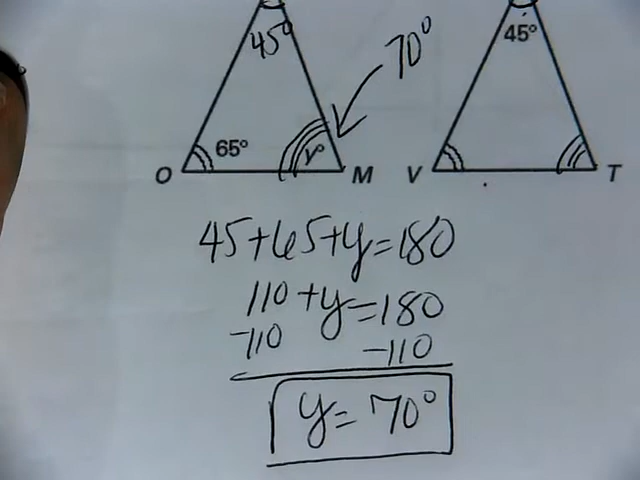 45° 70° 45°
65° y°
O M V T
45+65+y=180
110+y=180
-110 -110
y=70°